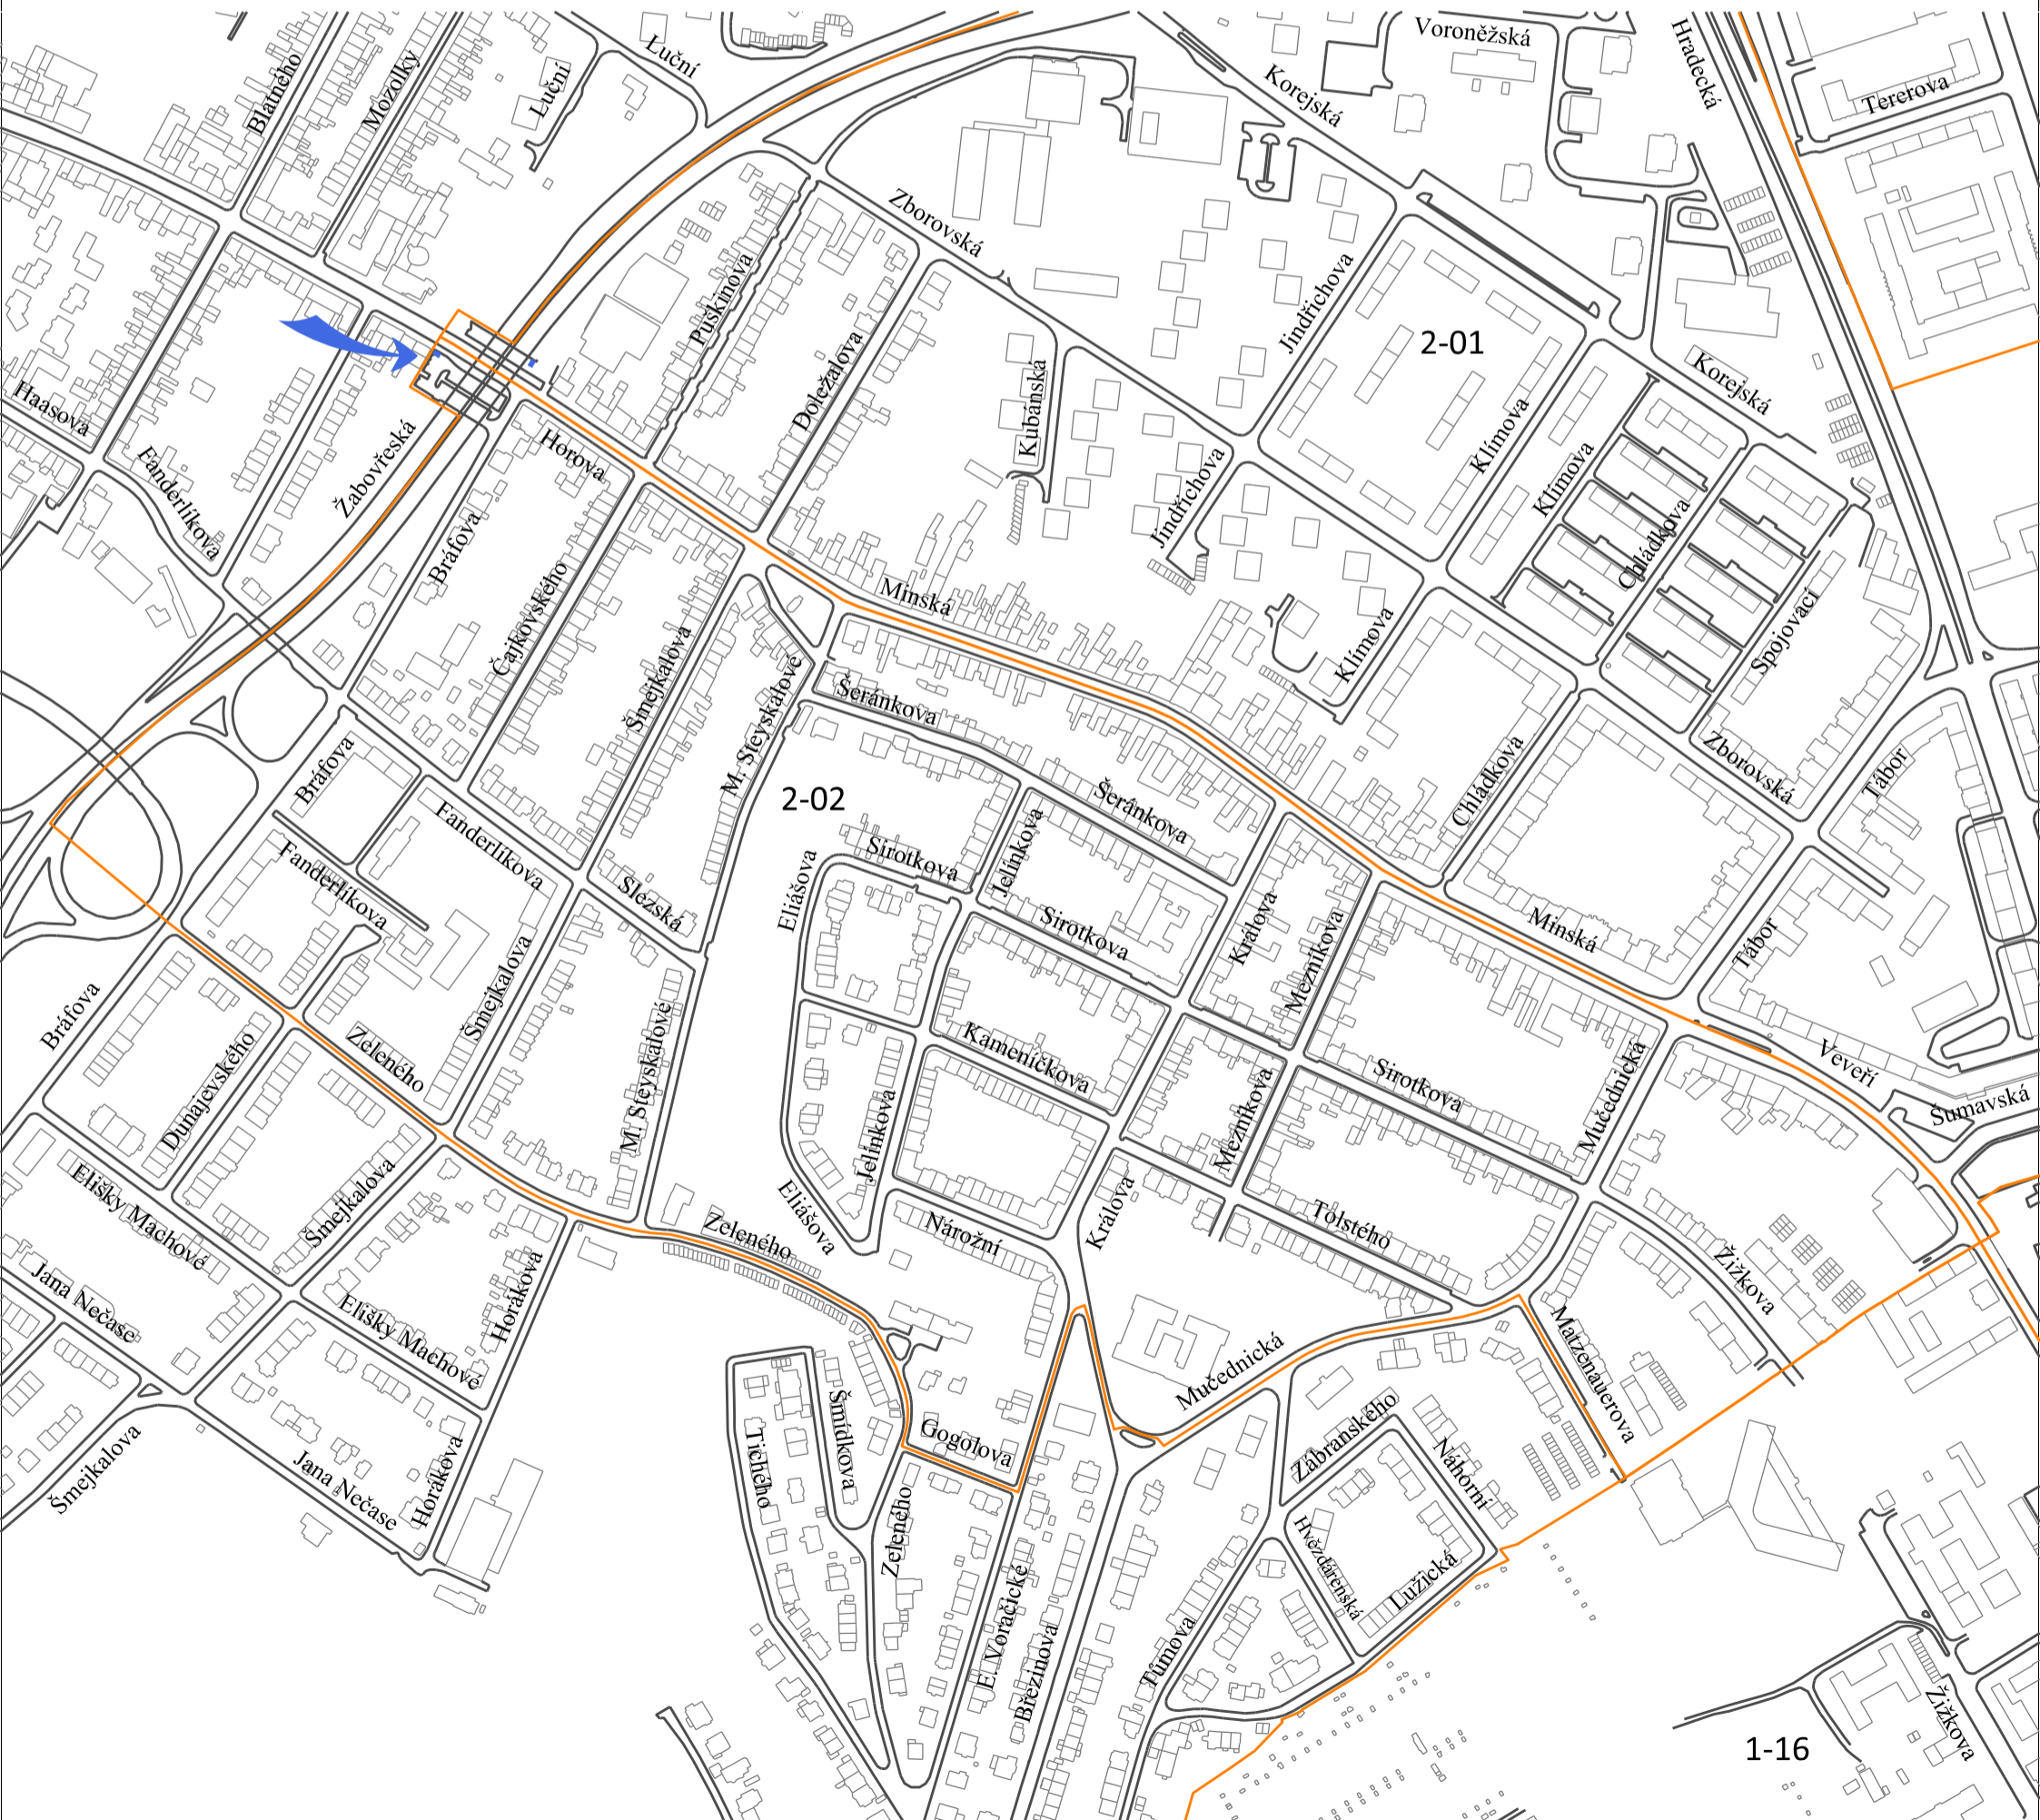 Luční
Voroněžská
Hradecká
Blatného
Mozolky
Luční
Korejská
Tererova
Zborovská
Puškinova
Jindřichova
2-01
Doležalova
Korejská
Haasova
Kubánská
Klímova
Fanderlíkova
Žabovřeská
Horova
Klímova
Jindřichova
Bráfova
Chládkova
Čajkovského
Minská
Spojovací
Šmejkalova
Klímova
M. Steyskalové
Šeránkova
Zborovská
Tábor
Bráfova
2-02
Šeránkova
Chládkova
Fanderlíkova
Jelínkova
Sirotkova
Eliášova
Fanderlíkova
Slezská
Sirotkova
Králova
Mezníkova
Minská
Tábor
Šmejkalova
Bráfova
M. Steyskalové
Kameníčkova
Zeleného
Dunajevského
Sirotkova
Mučednická
Veveří
Šumavská
Jelínkova
Mezníkova
Elišky Machové
Šmejkalova
Eliášova
Zeleného
Nárožní
Králova
Tolstého
Žižkova
Jana Nečase
Elišky Machové
Horákova
Matzenauerova
Mučednická
Šmídkova
Gogolova
Zábranského
Tichého
Náhorní
Šmejkalova
Jana Nečase
Horákova
Zeleného
Hvězdárenská
Lužická
E. Voračické
Březinova
Tůmova
Žižkova
1-16